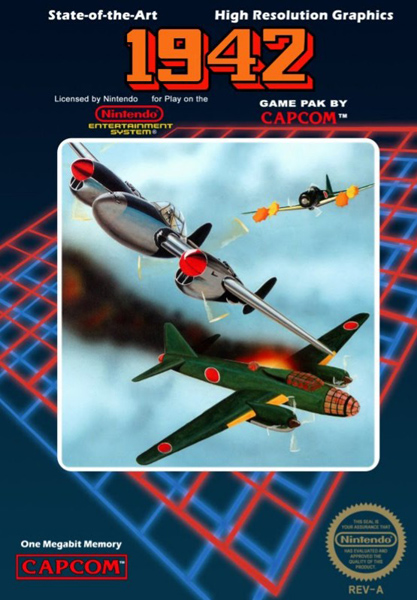 State-of-the-Art
High Resolution Graphics
1942
Licensed by Nintendo for Play on the
Nintendo
ENTERTAINMENT
SYSTEM®
GAME PAK BY
CAPCOM™
One Megabit Memory
CAPCOM™
THIS SEAL IS
YOUR ASSURANCE THAT
Nintendo
HAS EVALUATED AND
APPROVED THE
QUALITY OF THIS
PRODUCT
REV-A